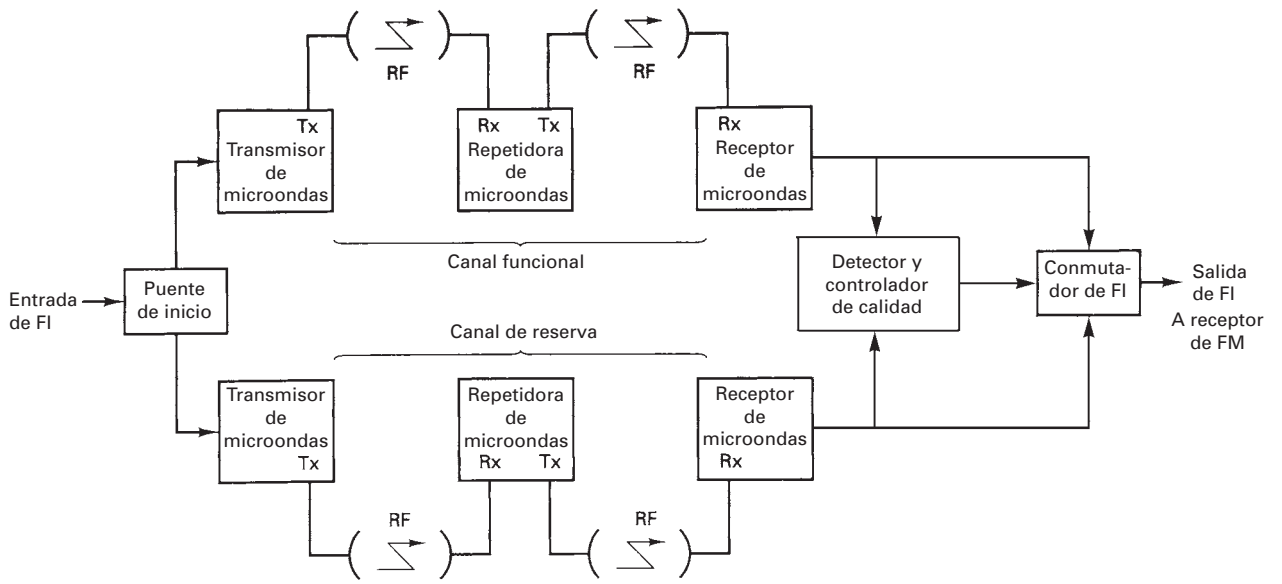 RF
RF
Tx
Transmisor
de
microondas
Rx Tx
Repetidora
de
microondas
Rx
Receptor
de
microondas
Canal funcional
Entrada
de FI
Puente
de inicio
Detector y
controlador
de calidad
Conmuta-
dor de FI
Salida
de FI
A receptor
de FM
Canal de reserva
Transmisor
de
microondas
Tx
Repetidora
de
microondas
Rx Tx
Receptor
de
microondas
Rx
RF
RF